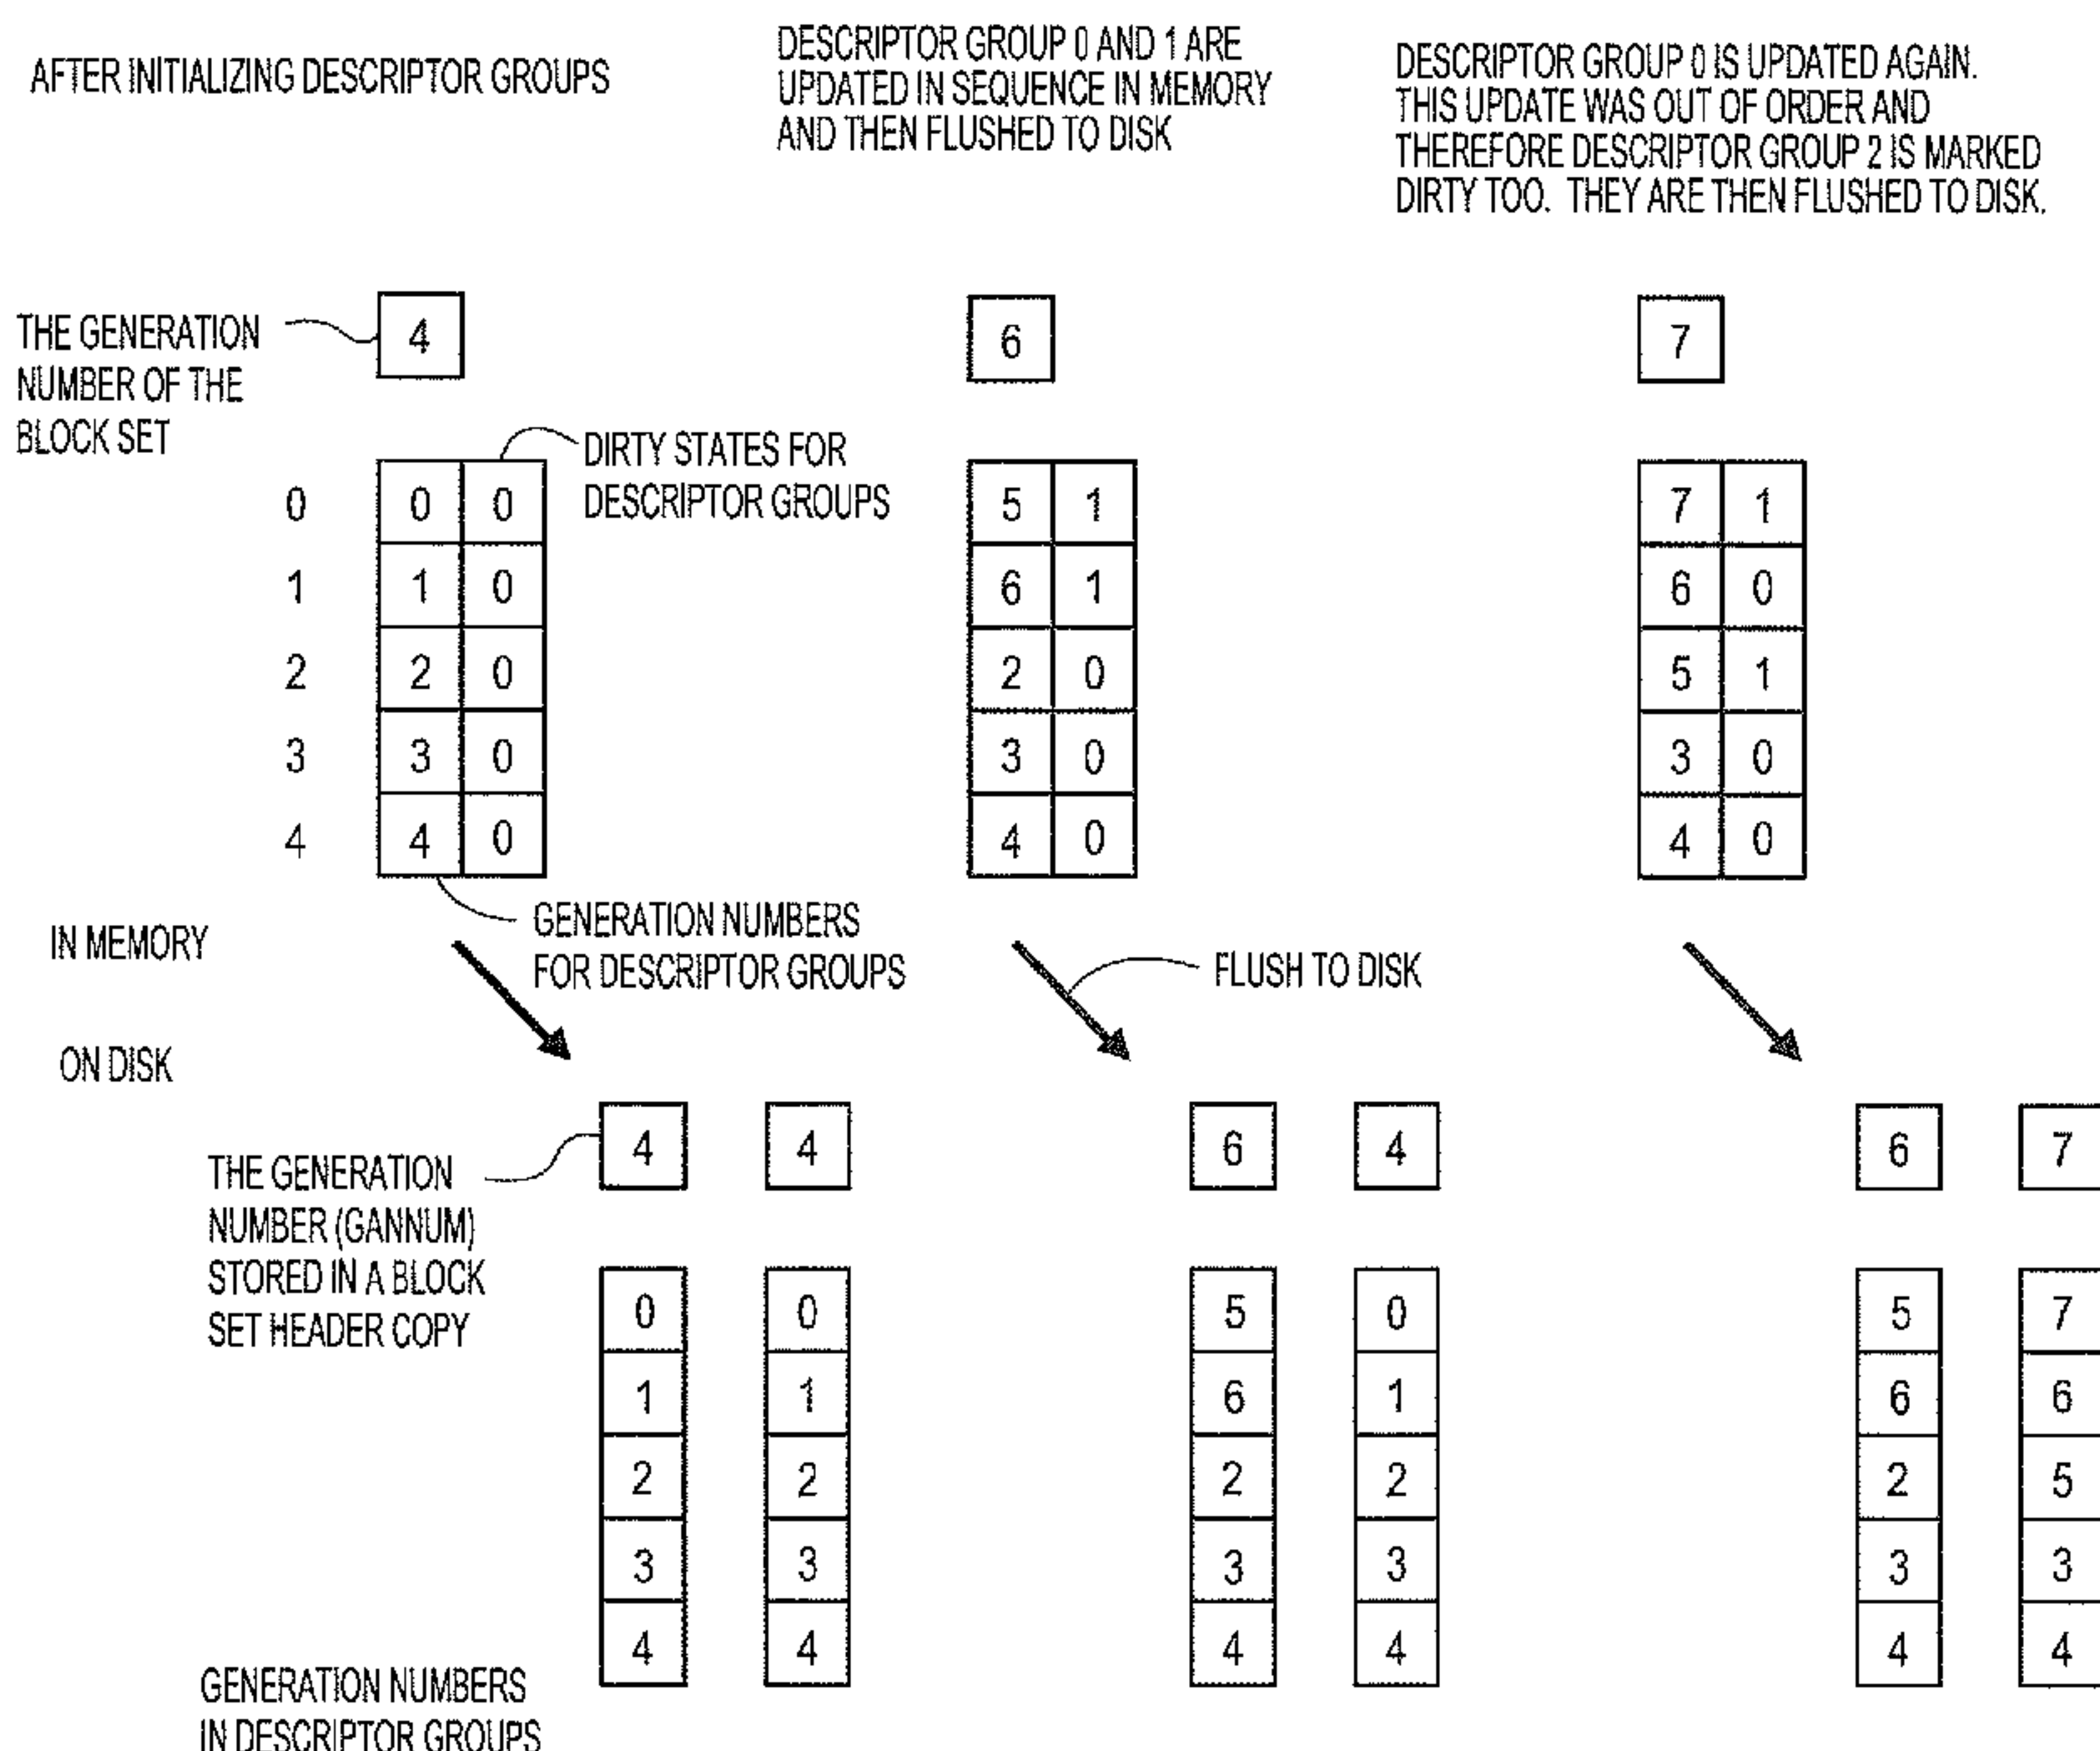 AFTER INITIALIZING DESCRIPTOR GROUPS
DESCRIPTOR GROUP 0 AND 1 ARE
UPDATED IN SEQUENCE IN MEMORY
AND THEN FLUSHED TO DISK
DESCRIPTOR GROUP 0 IS UPDATED AGAIN.
THIS UPDATE WAS OUT OF ORDER AND
THEREFORE DESCRIPTOR GROUP 2 IS MARKED
DIRTY TOO. THEY ARE THEN FLUSHED TO DISK.
THE GENERATION
NUMBER OF THE
BLOCK SET
4
6
7
DIRTY STATES FOR
DESCRIPTOR GROUPS
0 0 0 5 1 7 1
1 1 0 6 1 6 0
2 2 0 2 0 5 1
3 3 0 3 0 3 0
4 4 0 4 0 4 0
GENERATION NUMBERS
FOR DESCRIPTOR GROUPS
IN MEMORY
FLUSH TO DISK
ON DISK
4 4 6 4 6 7
THE GENERATION
NUMBER (GANNUM)
STORED IN A BLOCK
SET HEADER COPY
0 0 5 0 5 7
1 1 6 1 6 6
2 2 2 2 2 5
3 3 3 3 3 3
4 4 4 4 4 4
GENERATION NUMBERS
IN DESCRIPTOR GROUPS